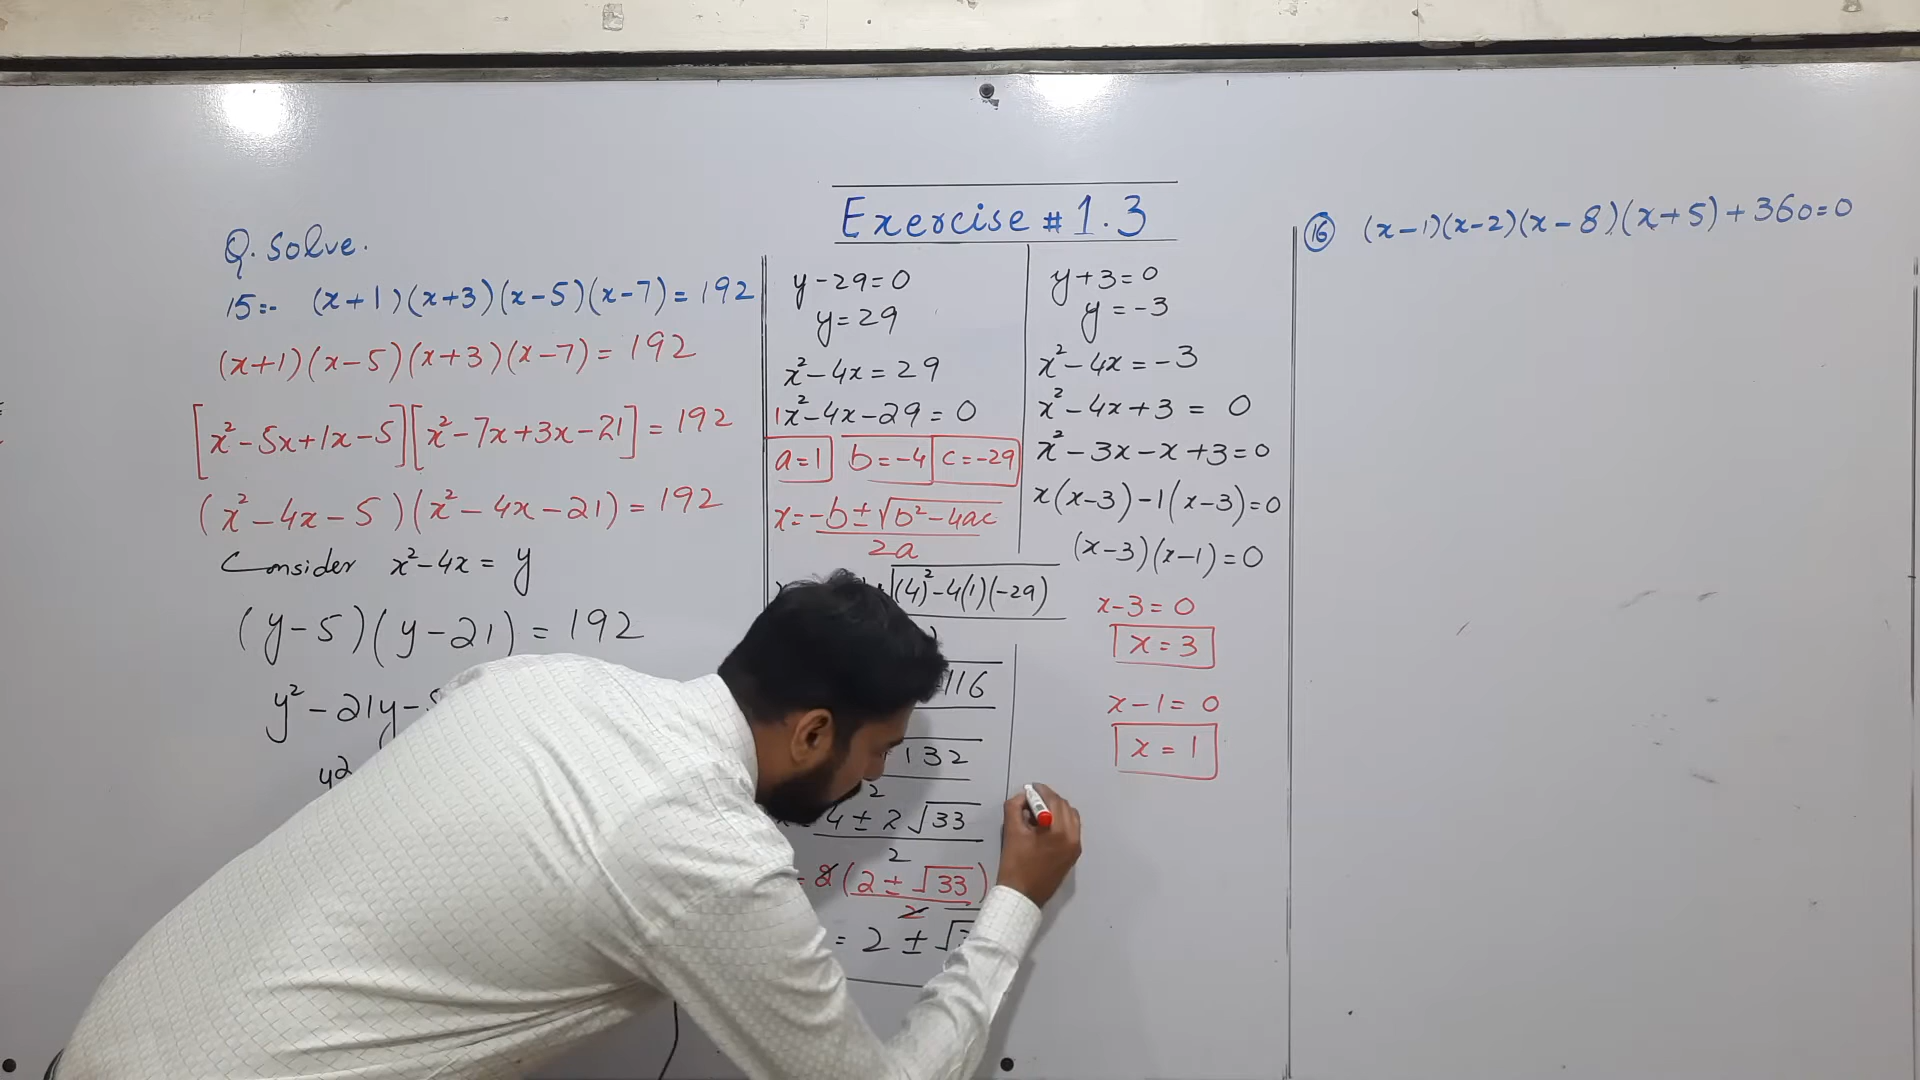 Exercise # 1.3
Q. Solve.
15:- (x+1)(x+3)(x-5)(x-7) = 192
(x+1)(x-5)(x+3)(x-7) = 192
[x²-5x+1x-5][x²-7x+3x-21] = 192
(x²-4x-5)(x²-4x-21) = 192
Consider x²-4x = y
(y-5)(y-21) = 192
y²-21y-5
y²
y-29=0
y=29
x²-4x=29
1x²-4x-29=0
a=1 b=-4 c=-29
x=-b±√b²-4ac
2a
√(4)²-4(1)(-29)
116
132
2
4±2√33
2
=2(2±√33)
2
= 2±√
y+3=0
y=-3
x²-4x=-3
x²-4x+3 = 0
x²-3x-x+3=0
x(x-3)-1(x-3)=0
(x-3)(x-1)=0
x-3=0
x=3
x-1=0
x=1
16 (x-1)(x-2)(x-8)(x+5)+360=0